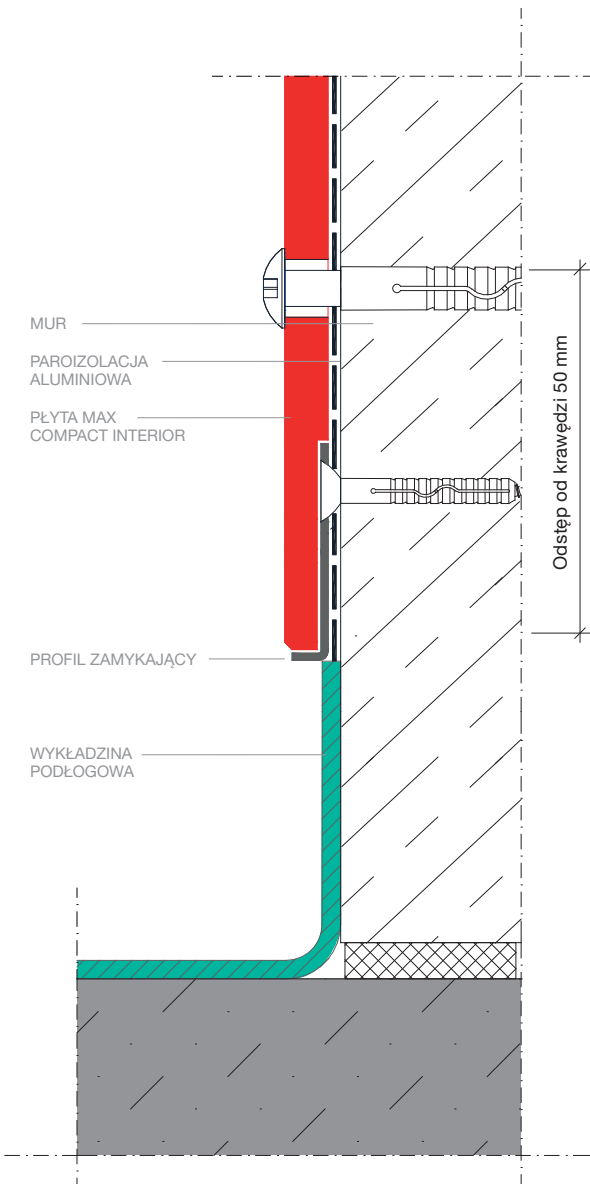 MUR
PAROIZOLACJA
ALUMINIOWA
PŁYTA MAX
COMPACT INTERIOR
PROFIL ZAMYKAJĄCY
WYKŁADZINA
PODŁOGOWA
Odstęp od krawędzi 50 mm